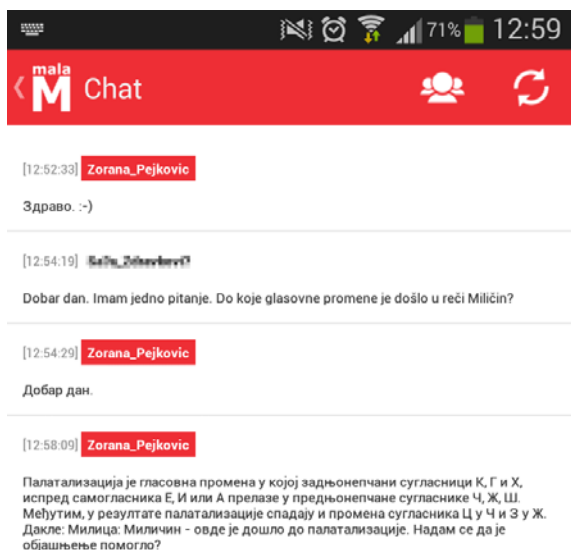 71% 12:59
mala
M Chat
[12:52:33] Zorana_Pejkovic
Здраво. :-)
[12:54:19]
Dobar dan. Imam jedno pitanje. Do koje glasovne promene je došlo u reči Miličin?
[12:54:29] Zorana_Pejkovic
Добар дан.
[12:58:09] Zorana_Pejkovic
Палатализација је гласовна промена у којој задњонепчани сугласници К, Г и Х,
испред самогласника Е, И или А прелазе у предњонепчане сугласнике Ч, Ж, Ш.
Међутим, у резултате палатализације спадају и промена сугласника Ц у Ч и З у Ж.
Дакле: Милица: Миличин - овде је дошло до палатализације. Надам се да је
објашњење помогло?